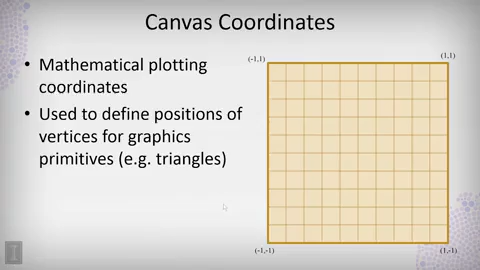 Canvas Coordinates
• Mathematical plotting
coordinates
• Used to define positions of
vertices for graphics
primitives (e.g. triangles)
(-1,1)
(1,1)
(-1,-1)
(1,-1)